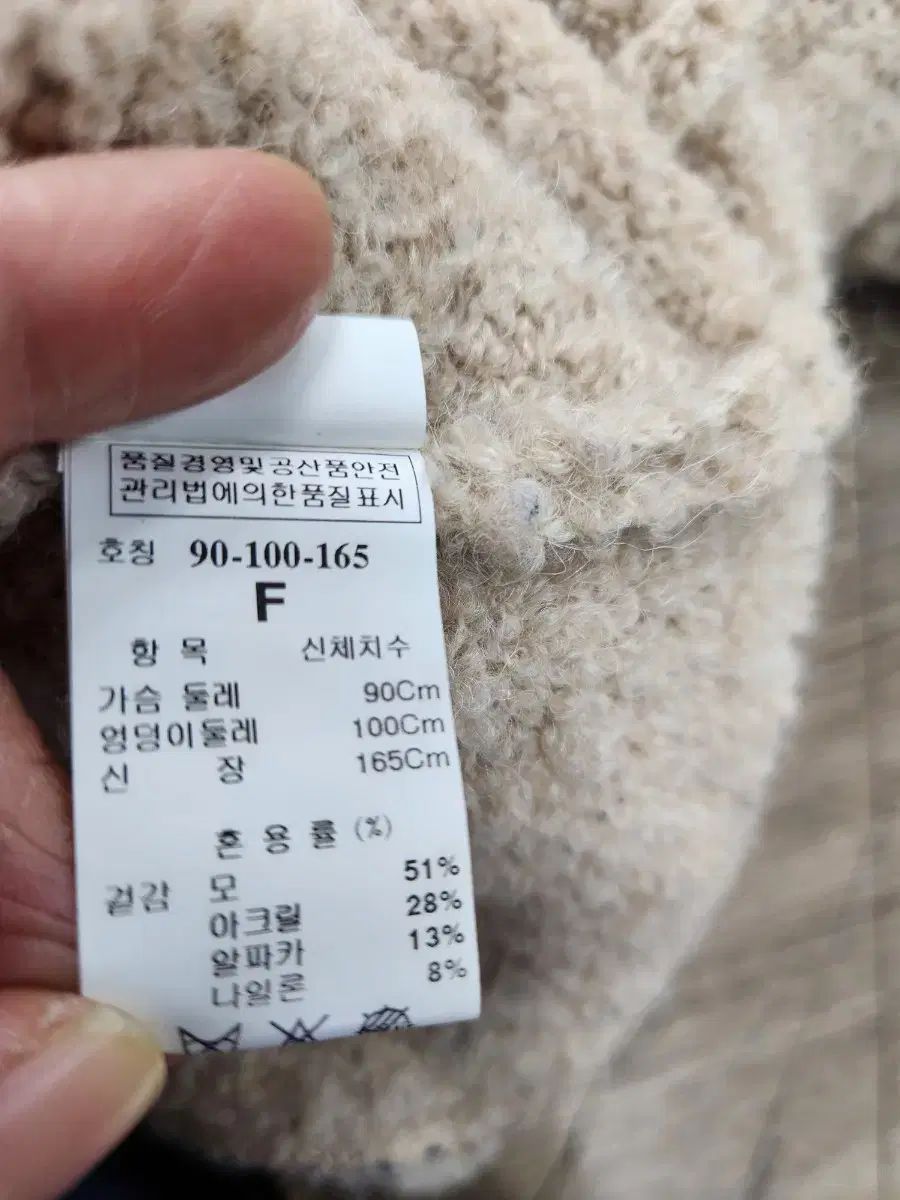 품질경영및공산품안전
관리법에의한품질표시
호칭 90-100-165
F
항 목 신체치수
가슴 둘레 90Cm
엉덩이둘레 100Cm
신 장 165Cm
혼 용 률 (%)
겉감 모 51%
아크릴 28%
알파카 13%
나일론 8%